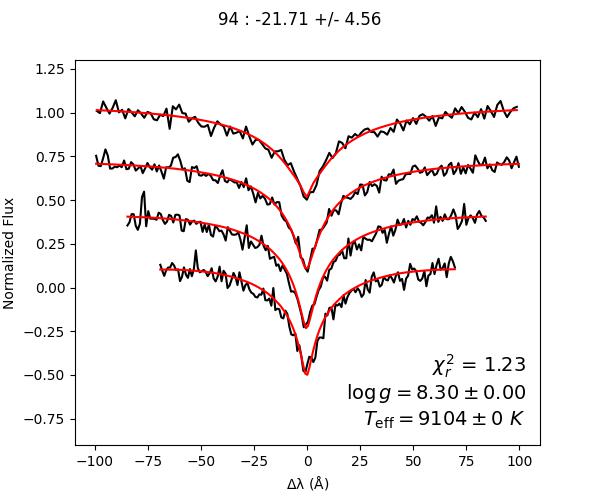 94 : -21.71 +/- 4.56
1.25
1.00
0.75
0.50
0.25
0.00
−0.25
−0.50
−0.75
Normalized Flux
χ²ᵣ = 1.23
log g = 8.30 ± 0.00
T_eff = 9104 ± 0 K
−100 −75 −50 −25 0 25 50 75 100
Δλ (Å)